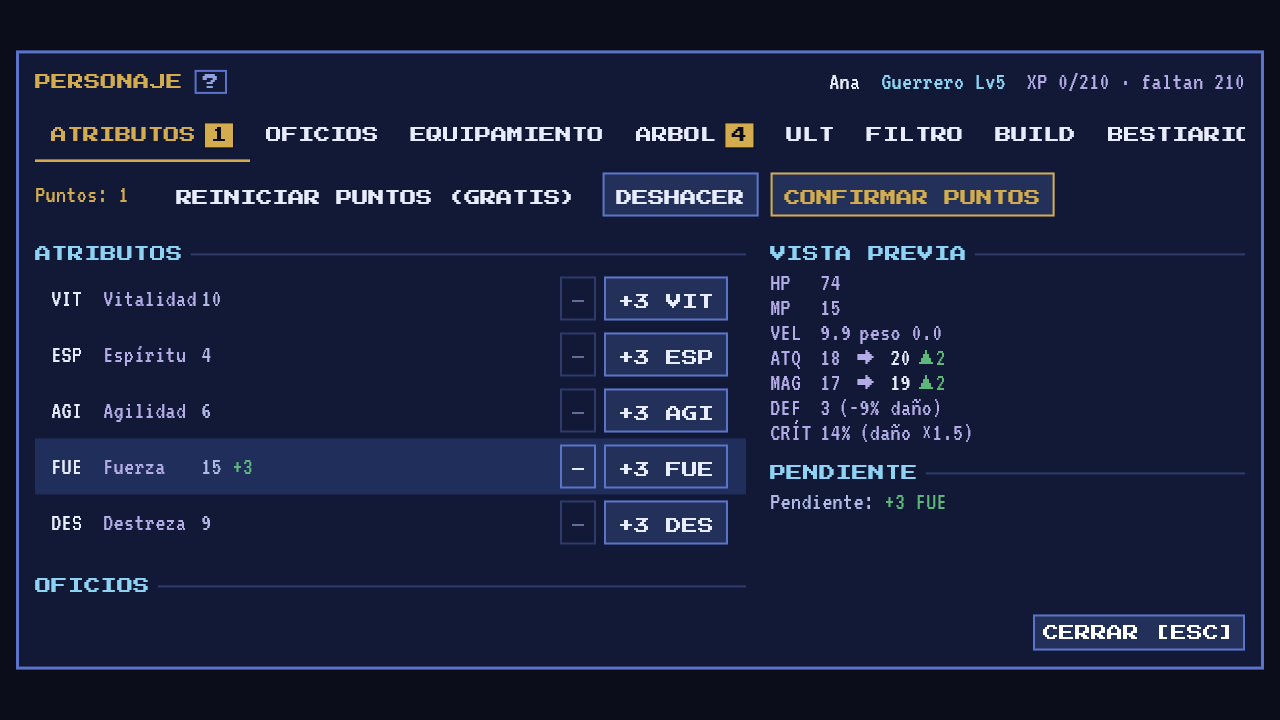 PERSONAJE ?
Ana Guerrero Lv5 XP 0/210 · faltan 210
ATRIBUTOS 1 OFICIOS EQUIPAMIENTO ARBOL 4 ULT FILTRO BUILD BESTIARIO
Puntos: 1 REINICIAR PUNTOS (GRATIS) DESHACER CONFIRMAR PUNTOS
ATRIBUTOS
VIT Vitalidad 10 – +3 VIT
ESP Espíritu 4 – +3 ESP
AGI Agilidad 6 – +3 AGI
FUE Fuerza 15 +3 – +3 FUE
DES Destreza 9 – +3 DES
OFICIOS
VISTA PREVIA
HP 74
MP 15
VEL 9.9 peso 0.0
ATQ 18 ➡ 20 ▲2
MAG 17 ➡ 19 ▲2
DEF 3 (-9% daño)
CRÍT 14% (daño X1.5)
PENDIENTE
Pendiente: +3 FUE
CERRAR [ESC]